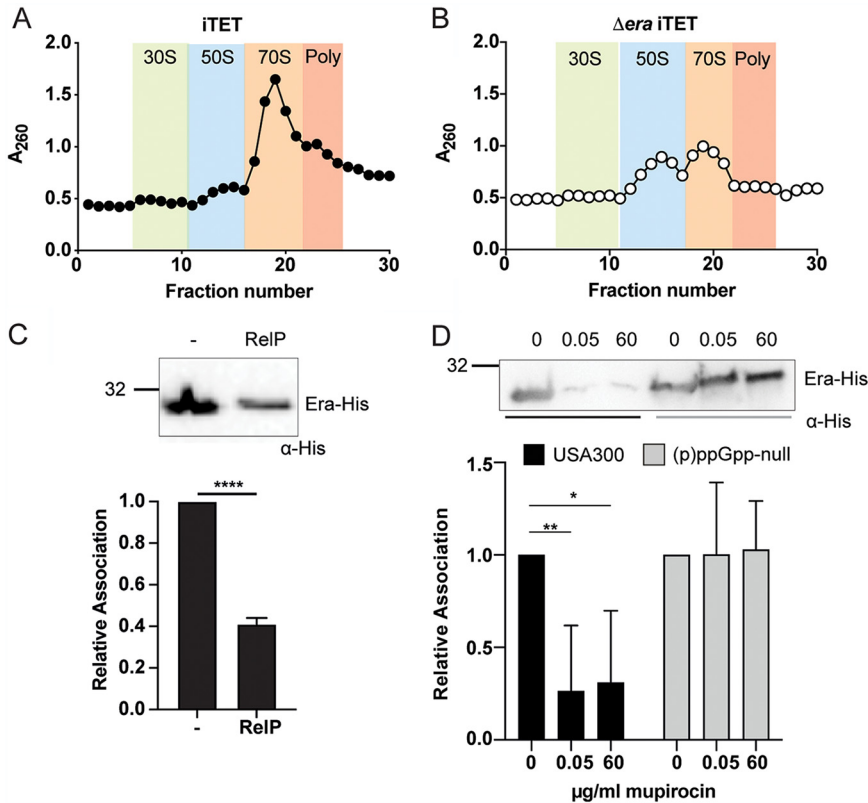 A
iTET
30S 50S 70S Poly
2.0
1.5
1.0
0.5
0.0
A260
0 10 20 30
Fraction number
B
Δera iTET
30S 50S 70S Poly
2.0
1.5
1.0
0.5
0.0
A260
0 10 20 30
Fraction number
C
- RelP
32
Era-His
α-His
****
1.0
0.8
0.6
0.4
0.2
0.0
Relative Association
- RelP
D
0 0.05 60 0 0.05 60
32
Era-His
α-His
USA300 (p)ppGpp-null
*
**
1.5
1.0
0.5
0.0
Relative Association
0 0.05 60 0 0.05 60
µg/ml mupirocin